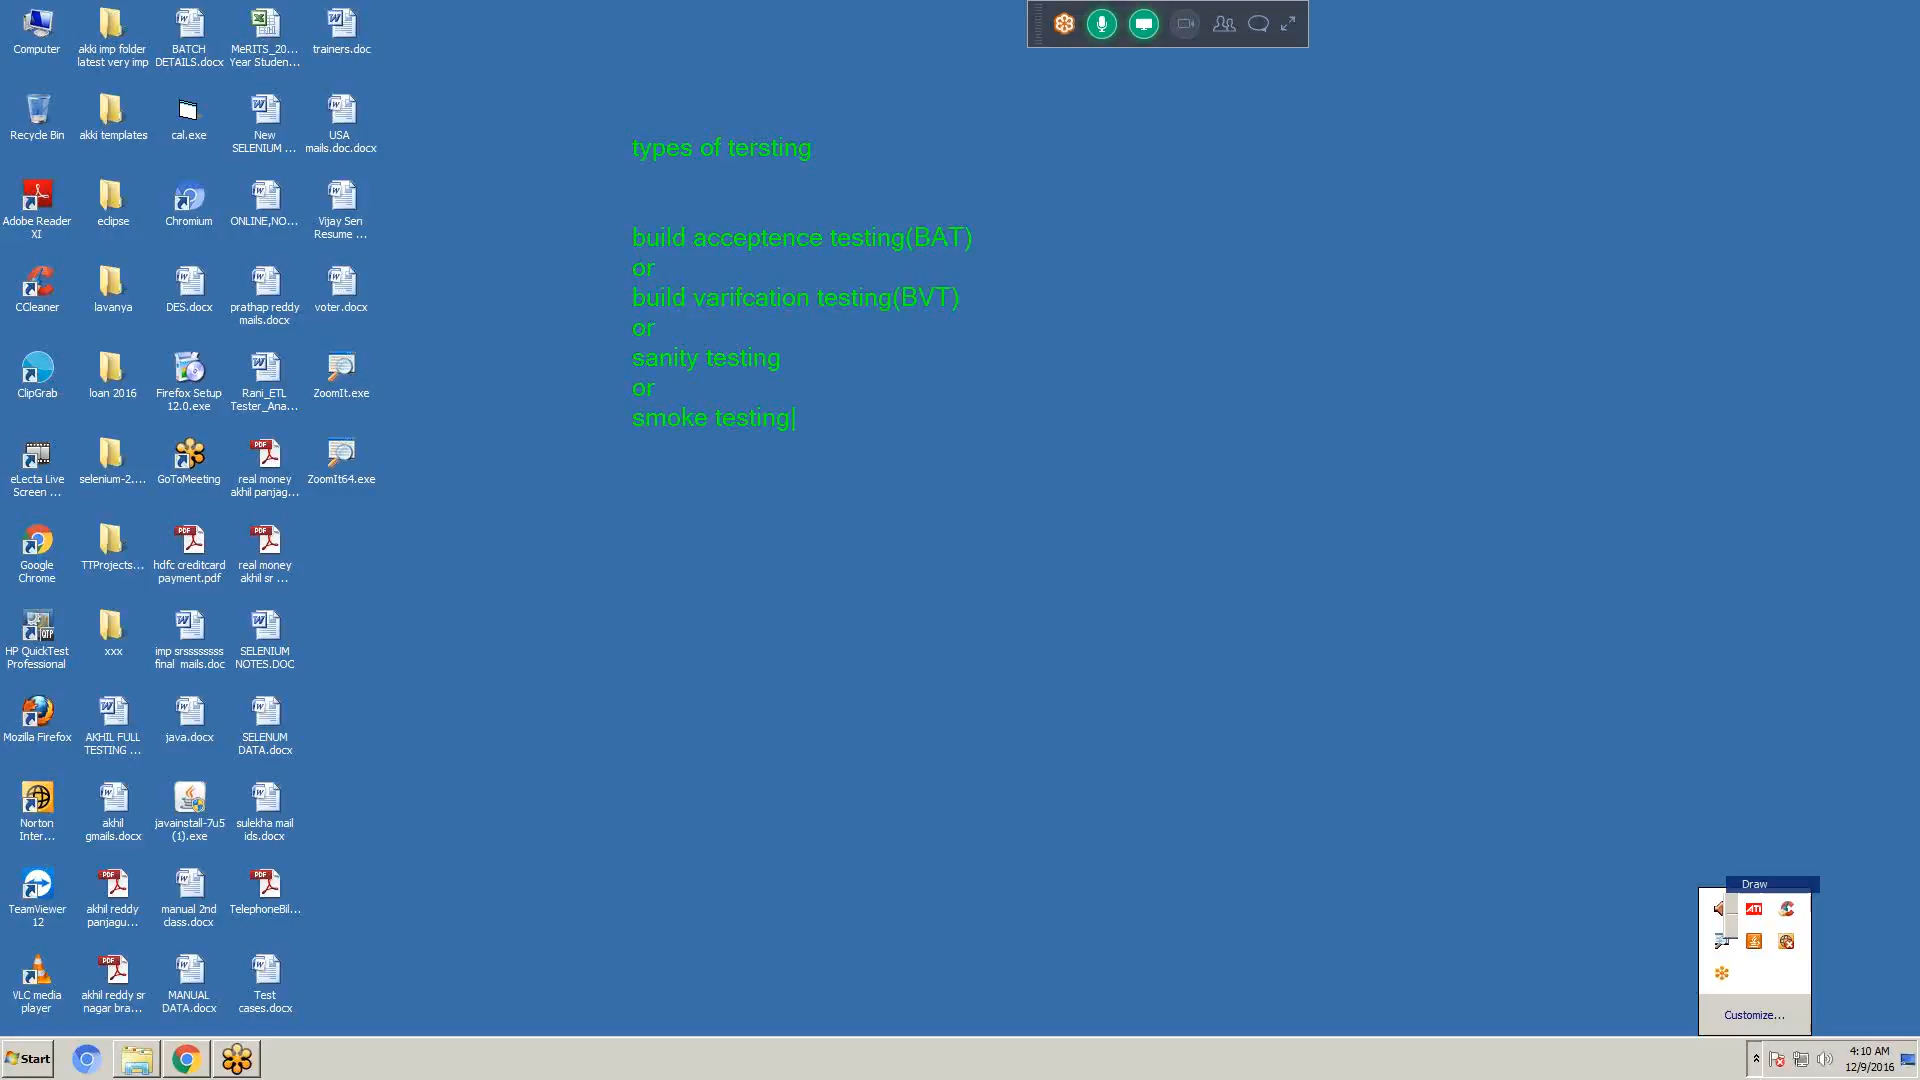 Computer
akki imp folder
latest very imp
BATCH
DETAILS.docx
MeRITS_20...
Year Studen...
trainers.doc
Recycle Bin
akki templates
cal.exe
New
SELENIUM ...
USA
mails.doc.docx
Adobe Reader
XI
eclipse
Chromium
ONLINE,NO...
Vijay Sen
Resume ...
CCleaner
lavanya
DES.docx
prathap reddy
mails.docx
voter.docx
ClipGrab
loan 2016
Firefox Setup
12.0.exe
Rani_ETL
Tester_Ana...
ZoomIt.exe
eLecta Live
Screen ...
selenium-2....
GoToMeeting
real money
akhil panjag...
ZoomIt64.exe
Google
Chrome
TTProjects...
hdfc creditcard
payment.pdf
real money
akhil sr ...
HP QuickTest
Professional
xxx
imp srssssssss
final mails.doc
SELENIUM
NOTES.DOC
Mozilla Firefox
AKHIL FULL
TESTING ...
java.docx
SELENUM
DATA.docx
Norton
Inter...
akhil
gmails.docx
javainstall-7u5
(1).exe
sulekha mail
ids.docx
TeamViewer
12
akhil reddy
panjagu...
manual 2nd
class.docx
TelephoneBil...
VLC media
player
akhil reddy sr
nagar bra...
MANUAL
DATA.docx
Test
cases.docx
types of tersting
build acceptence testing(BAT)
or
build varifcation testing(BVT)
or
sanity testing
or
smoke testing
Draw
ATI
Customize...
Start
4:10 AM
12/9/2016